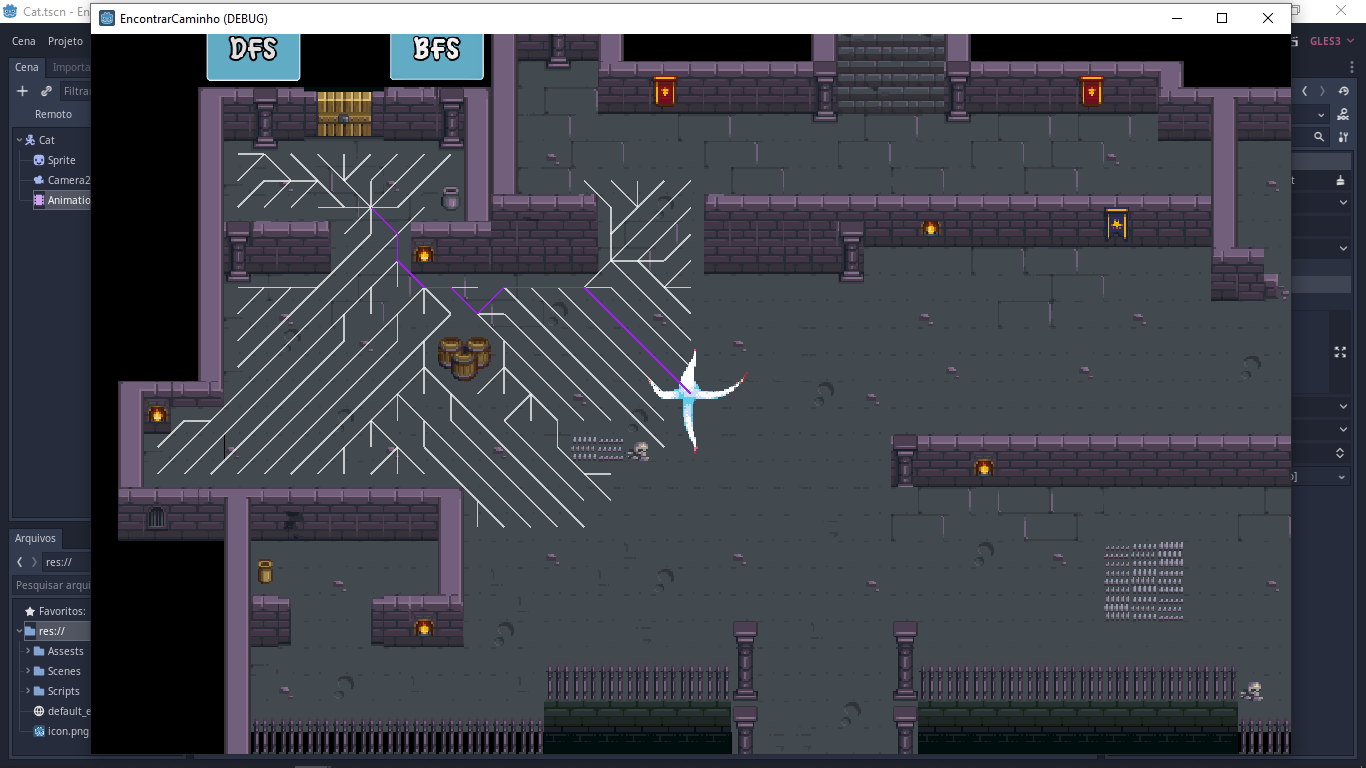 Cat.tscn - En
EncontrarCaminho (DEBUG)
Cena Projeto
GLES3
DFS BFS
Cena Importa
Filtrar
Remoto
Cat
Sprite
Camera2
Animatio
Arquivos
res://
Pesquisar arqui
Favoritos:
res://
Assests
Scenes
Scripts
default_e
icon.png